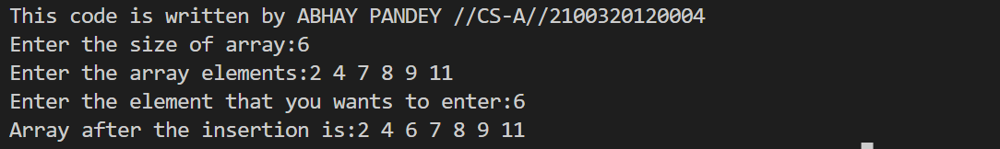 This code is written by ABHAY PANDEY //CS-A//2100320120004
Enter the size of array:6
Enter the array elements:2 4 7 8 9 11
Enter the element that you wants to enter:6
Array after the insertion is:2 4 6 7 8 9 11